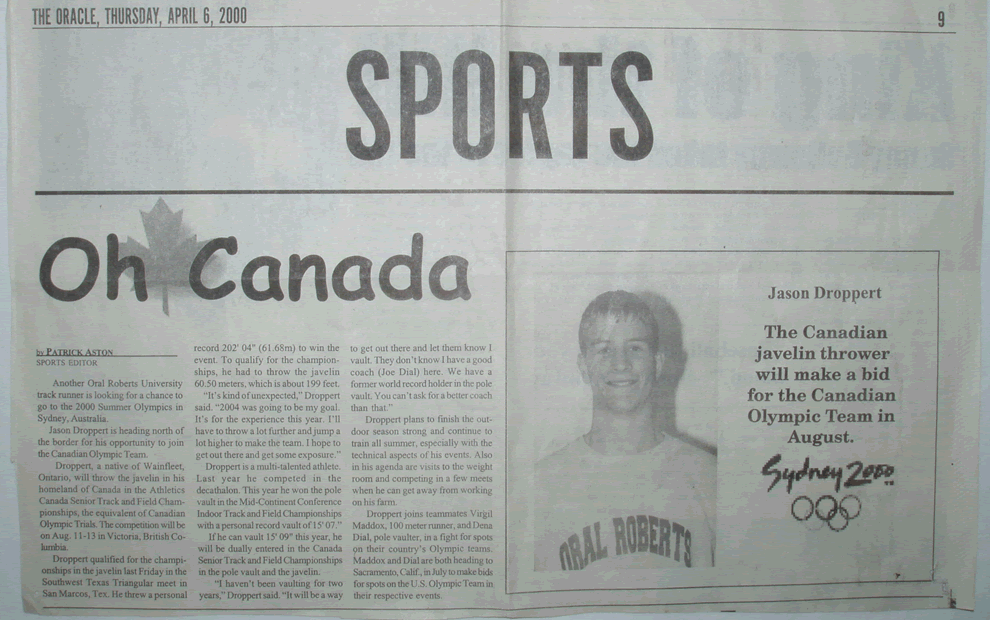 THE ORACLE, THURSDAY, APRIL 6, 2000
9
SPORTS
Oh Canada
by PATRICK ASTON
SPORTS EDITOR
Another Oral Roberts University
track runner is looking for a chance to
go to the 2000 Summer Olympics in
Sydney, Australia.
Jason Droppert is heading north of
the border for his opportunity to join
the Canadian Olympic Team.
Droppert, a native of Wainfleet,
Ontario, will throw the javelin in his
homeland of Canada in the Athletics
Canada Senior Track and Field Cham-
pionships, the equivalent of Canadian
Olympic Trials. The competition will be
on Aug. 11-13 in Victoria, British Co-
lumbia.
Droppert qualified for the champi-
onships in the javelin last Friday in the
Southwest Texas Triangular meet in
San Marcos, Tex. He threw a personal
record 202' 04" (61.68m) to win the
event. To qualify for the champion-
ships, he had to throw the javelin
60.50 meters, which is about 199 feet.
"It's kind of unexpected," Droppert
said. "2004 was going to be my goal.
It's for the experience this year. I'll
have to throw a lot further and jump a
lot higher to make the team. I hope to
get out there and get some exposure."
Droppert is a multi-talented athlete.
Last year he competed in the
decathalon. This year he won the pole
vault in the Mid-Continent Conference
Indoor Track and Field Championships
with a personal record vault of 15' 07."
If he can vault 15' 09" this year, he
will be dually entered in the Canada
Senior Track and Field Championships
in the pole vault and the javelin.
"I haven't been vaulting for two
years," Droppert said. "It will be a way
to get out there and let them know I
vault. They don't know I have a good
coach (Joe Dial) here. We have a
former world record holder in the pole
vault. You can't ask for a better coach
than that."
Droppert plans to finish the out-
door season strong and continue to
train all summer, especially with the
technical aspects of his events. Also
in his agenda are visits to the weight
room and competing in a few meets
when he can get away from working
on his farm.
Droppert joins teammates Virgil
Maddox, 100 meter runner, and Dena
Dial, pole vaulter, in a fight for spots
on their country's Olympic teams.
Maddox and Dial are both heading to
Sacramento, Calif., in July to make bids
for spots on the U.S. Olympic Team in
their respective events.
ORAL ROBERTS
Jason Droppert
The Canadian
javelin thrower
will make a bid
for the Canadian
Olympic Team in
August.
Sydney 2000